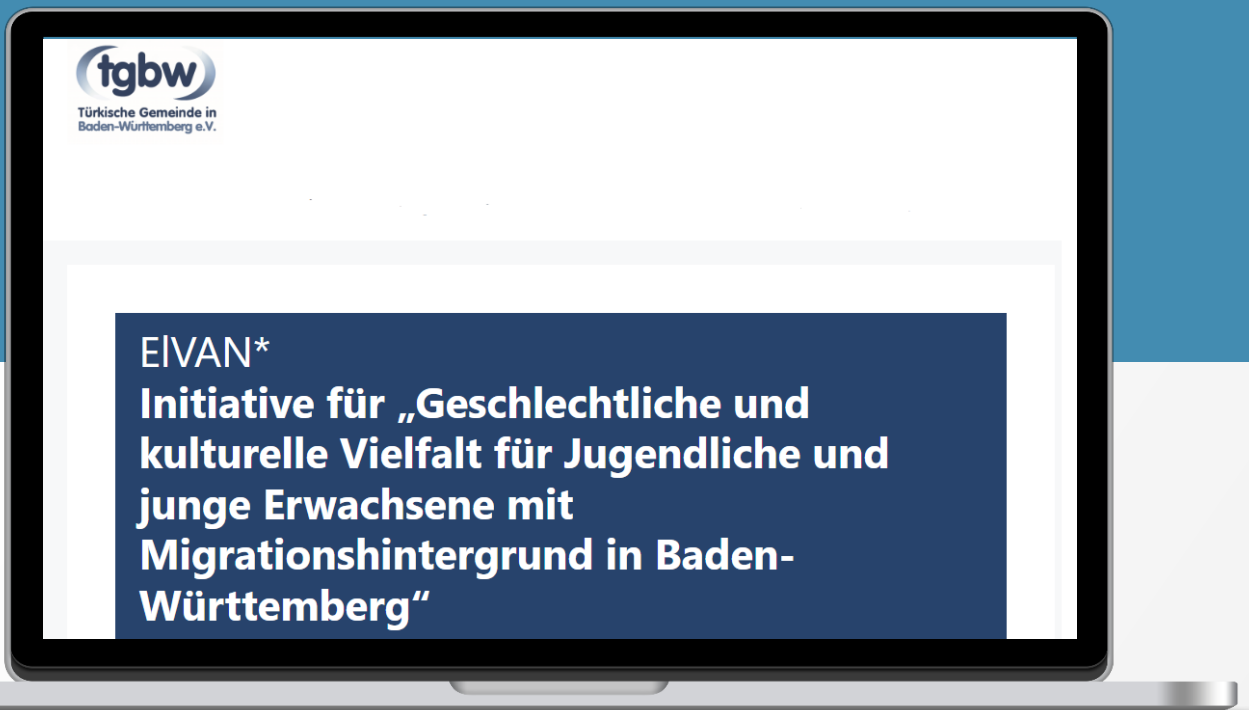 tgbw
Türkische Gemeinde in
Baden-Württemberg e.V.
ElVAN*
Initiative für „Geschlechtliche und
kulturelle Vielfalt für Jugendliche und
junge Erwachsene mit
Migrationshintergrund in Baden-
Württemberg“